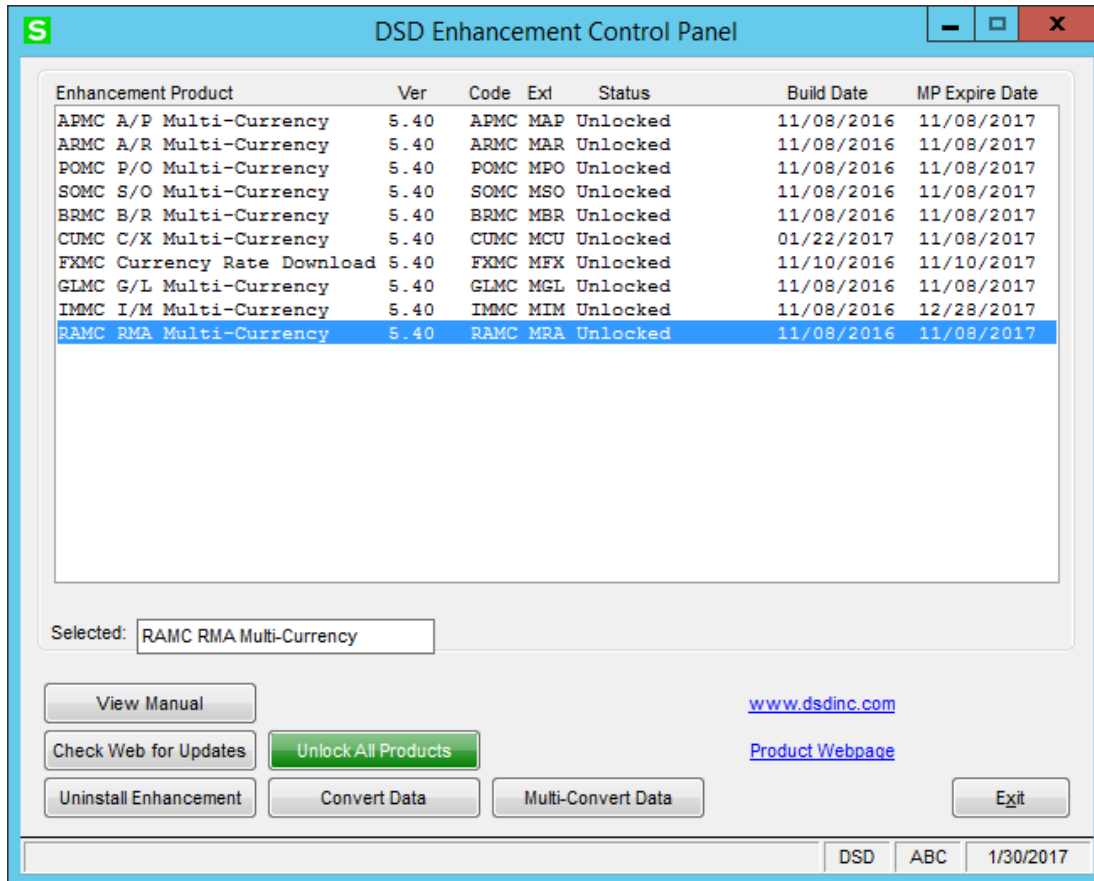 S DSD Enhancement Control Panel X
Enhancement Product Ver Code Ext Status Build Date MP Expire Date
APMC A/P Multi-Currency 5.40 APMC MAP Unlocked 11/08/2016 11/08/2017
ARMC A/R Multi-Currency 5.40 ARMC MAR Unlocked 11/08/2016 11/08/2017
POMC P/O Multi-Currency 5.40 POMC MPO Unlocked 11/08/2016 11/08/2017
SOMC S/O Multi-Currency 5.40 SOMC MSO Unlocked 11/08/2016 11/08/2017
BRMC B/R Multi-Currency 5.40 BRMC MBR Unlocked 11/08/2016 11/08/2017
CUMC C/X Multi-Currency 5.40 CUMC MCU Unlocked 01/22/2017 11/08/2017
FXMC Currency Rate Download 5.40 FXMC MFX Unlocked 11/10/2016 11/10/2017
GLMC G/L Multi-Currency 5.40 GLMC MGL Unlocked 11/08/2016 11/08/2017
IMMC I/M Multi-Currency 5.40 IMMC MIM Unlocked 11/08/2016 12/28/2017
RAMC RMA Multi-Currency 5.40 RAMC MRA Unlocked 11/08/2016 11/08/2017
Selected: RAMC RMA Multi-Currency
View Manual www.dsdinc.com
Check Web for Updates Unlock All Products Product Webpage
Uninstall Enhancement Convert Data Multi-Convert Data Exit
DSD ABC 1/30/2017